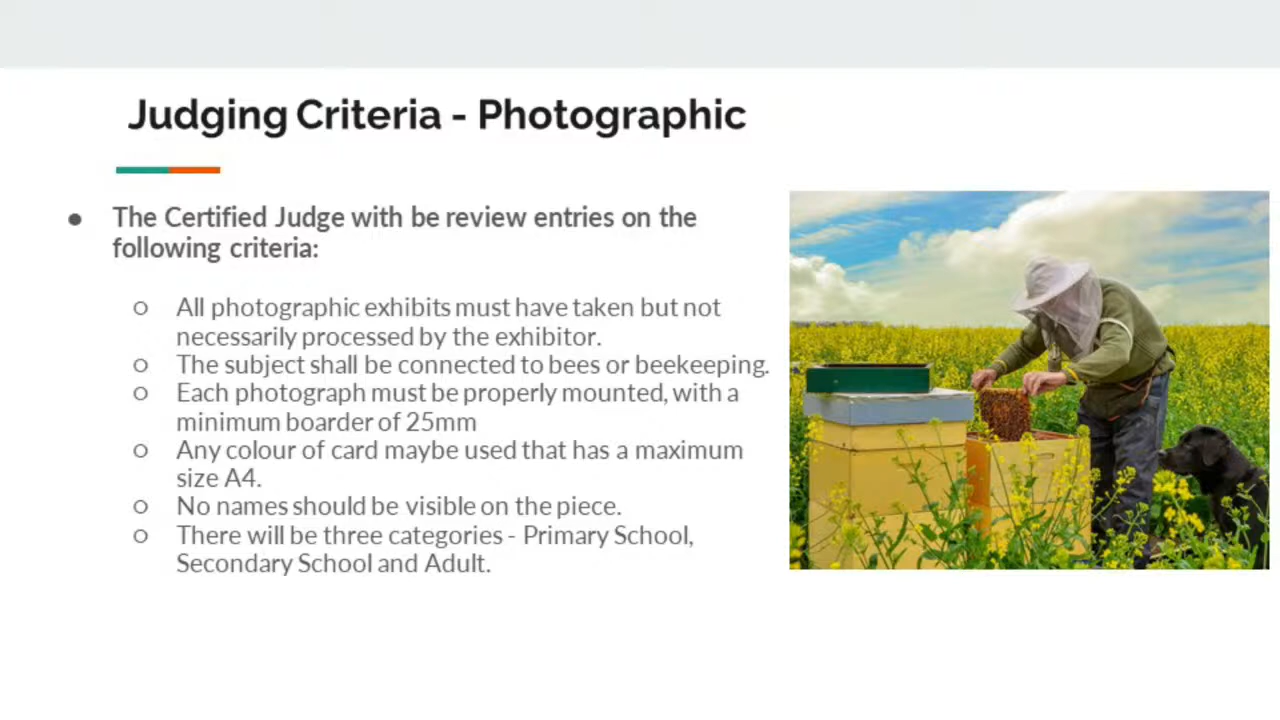 Judging Criteria - Photographic
● The Certified Judge with be review entries on the
following criteria:
○ All photographic exhibits must have taken but not
necessarily processed by the exhibitor.
○ The subject shall be connected to bees or beekeeping.
○ Each photograph must be properly mounted, with a
minimum boarder of 25mm
○ Any colour of card maybe used that has a maximum
size A4.
○ No names should be visible on the piece.
○ There will be three categories - Primary School,
Secondary School and Adult.